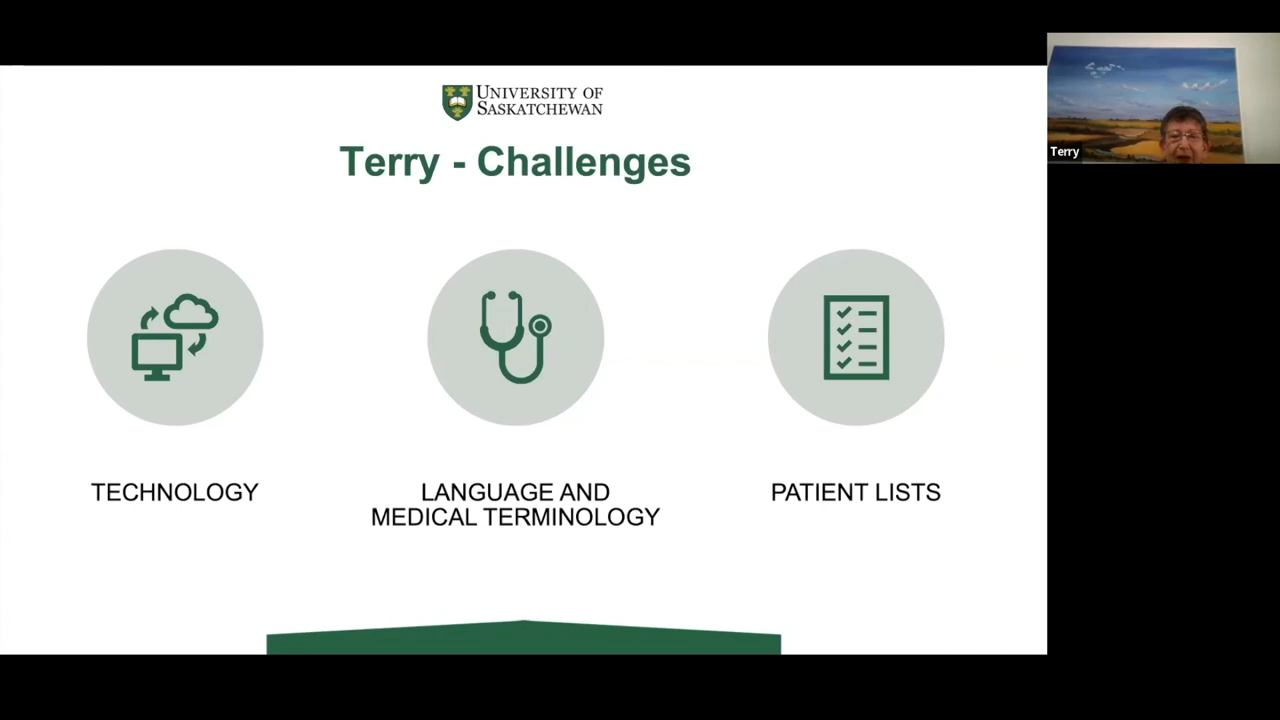 UNIVERSITY OF
SASKATCHEWAN
Terry - Challenges
Terry
TECHNOLOGY
LANGUAGE AND
MEDICAL TERMINOLOGY
PATIENT LISTS